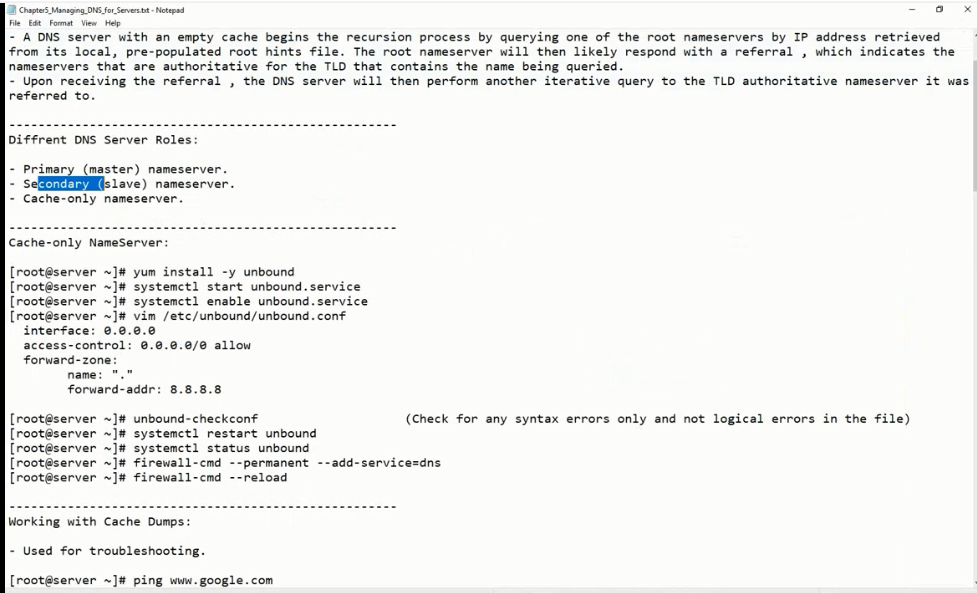 Chapter5_Managing_DNS_for_Servers.txt - Notepad
File Edit Format View Help
- A DNS server with an empty cache begins the recursion process by querying one of the root nameservers by IP address retrieved
from its local, pre-populated root hints file. The root nameserver will then likely respond with a referral , which indicates the
nameservers that are authoritative for the TLD that contains the name being queried.
- Upon receiving the referral , the DNS server will then perform another iterative query to the TLD authoritative nameserver it was
referred to.
-----------------------------------------------------
Diffrent DNS Server Roles:
- Primary (master) nameserver.
- Secondary (slave) nameserver.
- Cache-only nameserver.
-----------------------------------------------------
Cache-only NameServer:
[root@server ~]# yum install -y unbound
[root@server ~]# systemctl start unbound.service
[root@server ~]# systemctl enable unbound.service
[root@server ~]# vim /etc/unbound/unbound.conf
interface: 0.0.0.0
access-control: 0.0.0.0/0 allow
forward-zone:
name: "."
forward-addr: 8.8.8.8
[root@server ~]# unbound-checkconf (Check for any syntax errors only and not logical errors in the file)
[root@server ~]# systemctl restart unbound
[root@server ~]# systemctl status unbound
[root@server ~]# firewall-cmd --permanent --add-service=dns
[root@server ~]# firewall-cmd --reload
-----------------------------------------------------
Working with Cache Dumps:
- Used for troubleshooting.
[root@server ~]# ping www.google.com